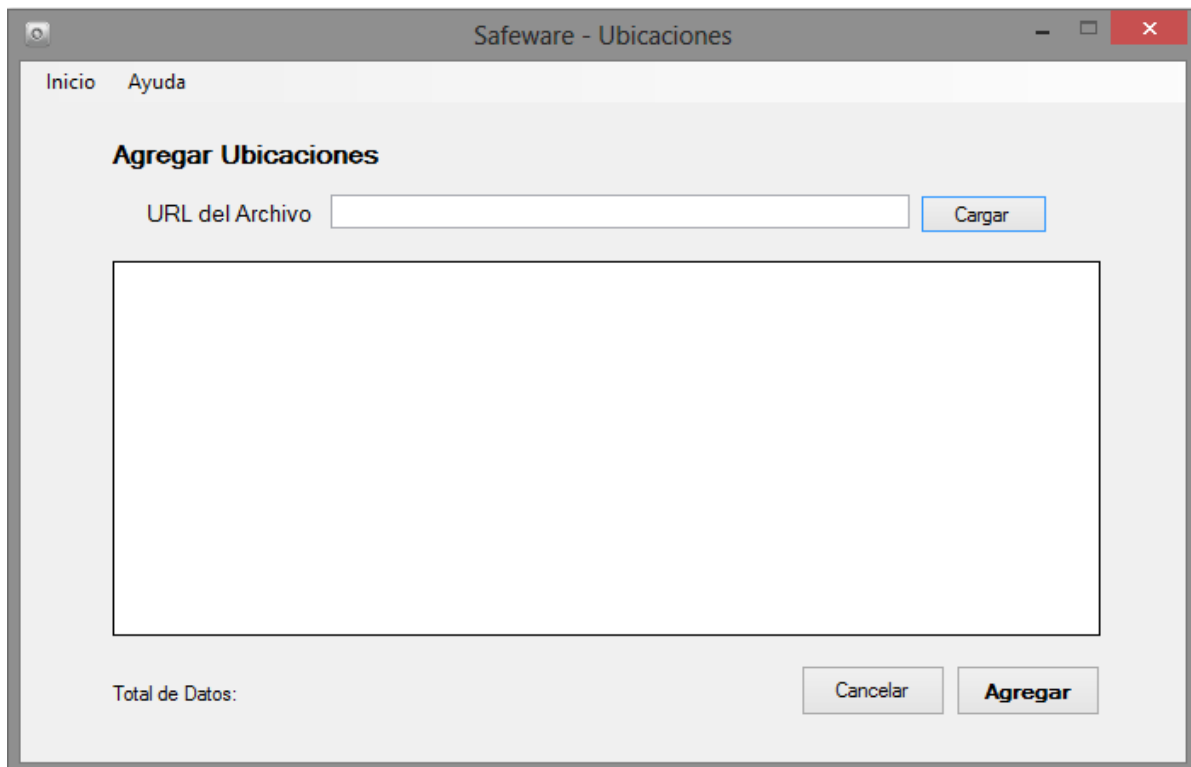 Safeware - Ubicaciones
Inicio Ayuda
Agregar Ubicaciones
URL del Archivo Cargar
Total de Datos: Cancelar Agregar